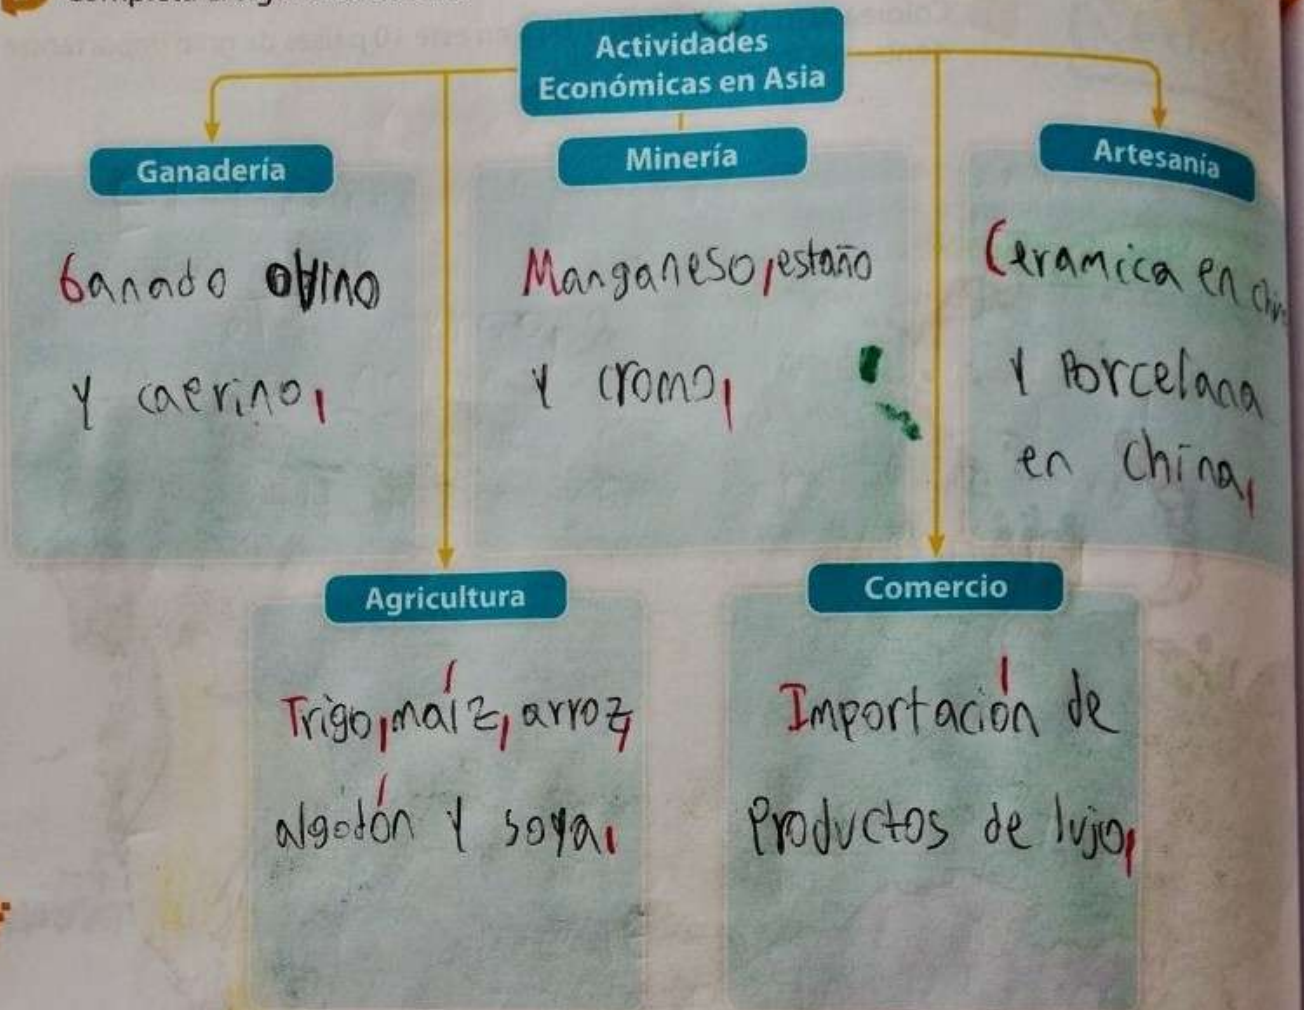 Actividades
Económicas en Asia
Ganadería
Ganado ovino
y caerino,
Minería
Manganeso, estaño
y cromo,
Artesanía
Ceramica en
y Porcelana
en China,
Agricultura
Trigo, maíz, arroz,
algodón y soya,
Comercio
Importación de
Productos de lujo,